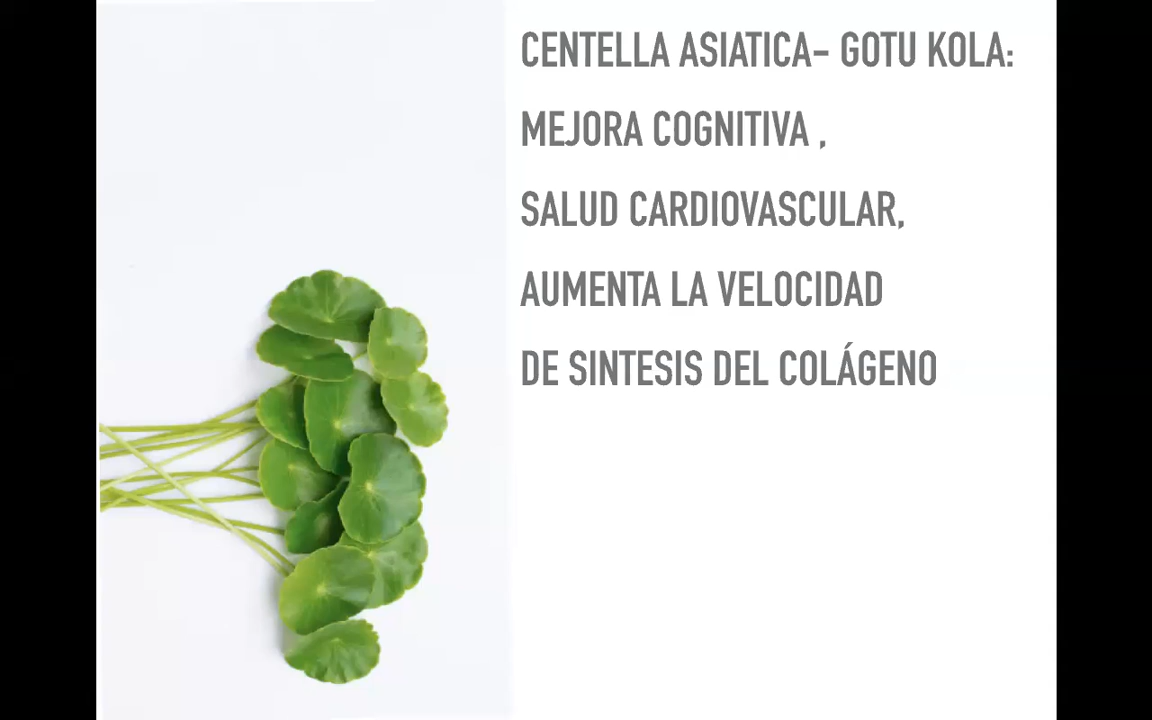 CENTELLA ASIATICA- GOTU KOLA:
MEJORA COGNITIVA ,
SALUD CARDIOVASCULAR,
AUMENTA LA VELOCIDAD
DE SINTESIS DEL COLÁGENO